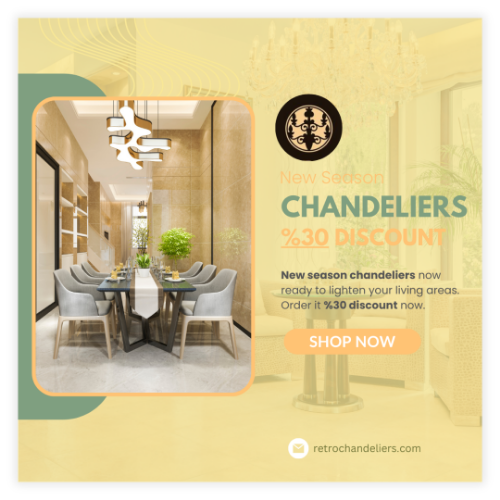 New Season
CHANDELIERS
%30 DISCOUNT
New season chandeliers now
ready to lighten your living areas.
Order it %30 discount now.
SHOP NOW
retrochandeliers.com